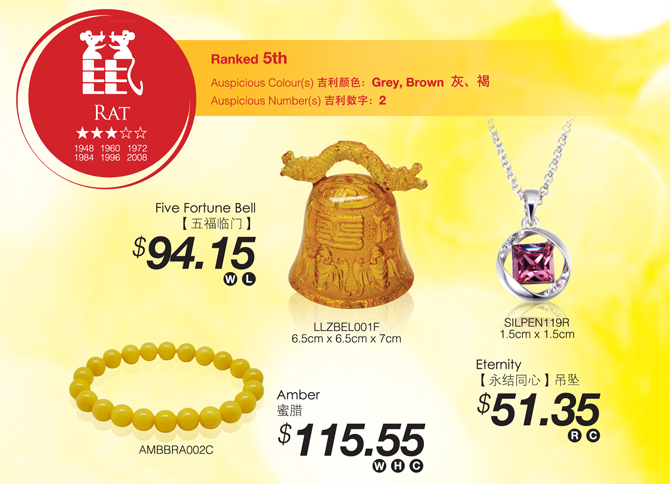 RAT
★★★☆☆
1948 1960 1972
1984 1996 2008
Ranked 5th
Auspicious Colour(s) 吉利颜色: Grey, Brown 灰、褐
Auspicious Number(s) 吉利数字: 2
Five Fortune Bell
【五福临门】
$94.15
W L
LLZBEL001F
6.5cm x 6.5cm x 7cm
SILPEN119R
1.5cm x 1.5cm
Eternity
【永结同心】吊坠
$51.35
R C
AMBBRA002C
Amber
蜜腊
$115.55
W H C